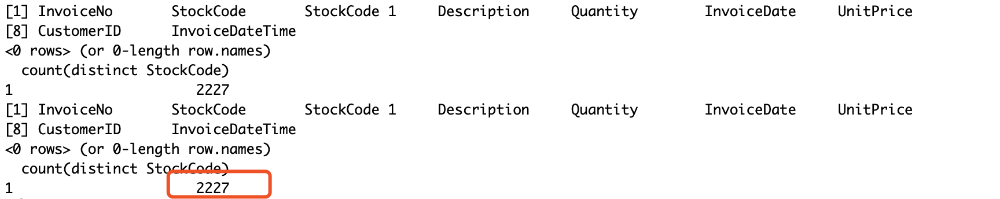 [1] InvoiceNo       StockCode       StockCode 1     Description     Quantity        InvoiceDate     UnitPrice
[8] CustomerID      InvoiceDateTime
<0 rows> (or 0-length row.names)
  count(distinct StockCode)
1                      2227
[1] InvoiceNo       StockCode       StockCode 1     Description     Quantity        InvoiceDate     UnitPrice
[8] CustomerID      InvoiceDateTime
<0 rows> (or 0-length row.names)
  count(distinct StockCode)
1                      2227